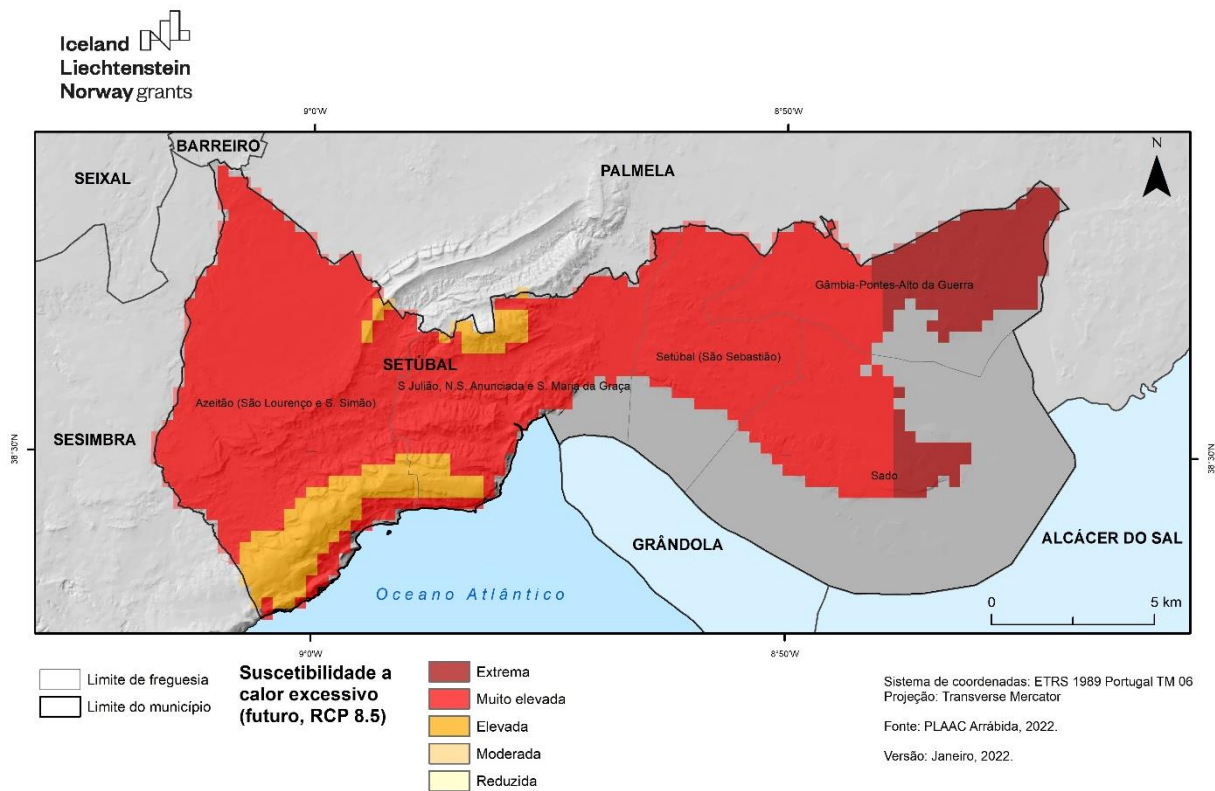 Iceland
Liechtenstein
Norway grants
9°0'W
8°50'W
BARREIRO
SEIXAL
PALMELA
N
Gâmbia-Pontes-Alto da Guerra
Setúbal (São Sebastião)
SETÚBAL
S Julião, N.S. Anunciada e S. Maria da Graça
Azeitão (São Lourenço e S. Simão)
SESIMBRA
38°30'N
38°30'N
Sado
GRÂNDOLA
ALCÁCER DO SAL
Oceano Atlântico
0
5 km
9°0'W
8°50'W
Limite de freguesia
Limite do município
Suscetibilidade a
calor excessivo
(futuro, RCP 8.5)
Extrema
Muito elevada
Elevada
Moderada
Reduzida
Sistema de coordenadas: ETRS 1989 Portugal TM 06
Projeção: Transverse Mercator
Fonte: PLAAC Arrábida, 2022.
Versão: Janeiro, 2022.